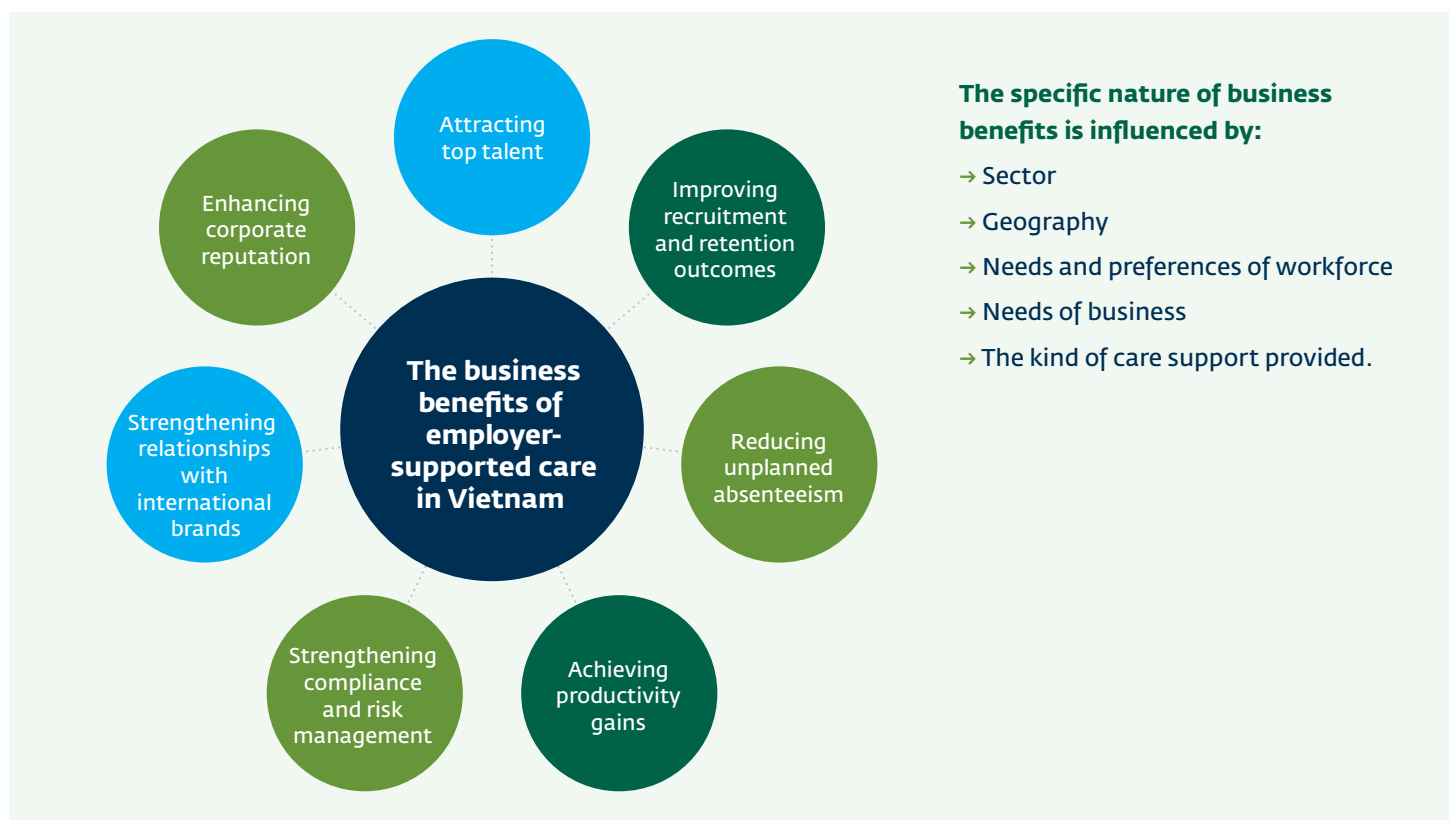 Attracting
top talent
Improving
recruitment
and retention
outcomes
Reducing
unplanned
absenteeism
Achieving
productivity
gains
Strengthening
compliance
and risk
management
Strengthening
relationships
with
international
brands
Enhancing
corporate
reputation
The business
benefits of
employer-
supported care
in Vietnam
The specific nature of business
benefits is influenced by:
→ Sector
→ Geography
→ Needs and preferences of workforce
→ Needs of business
→ The kind of care support provided.